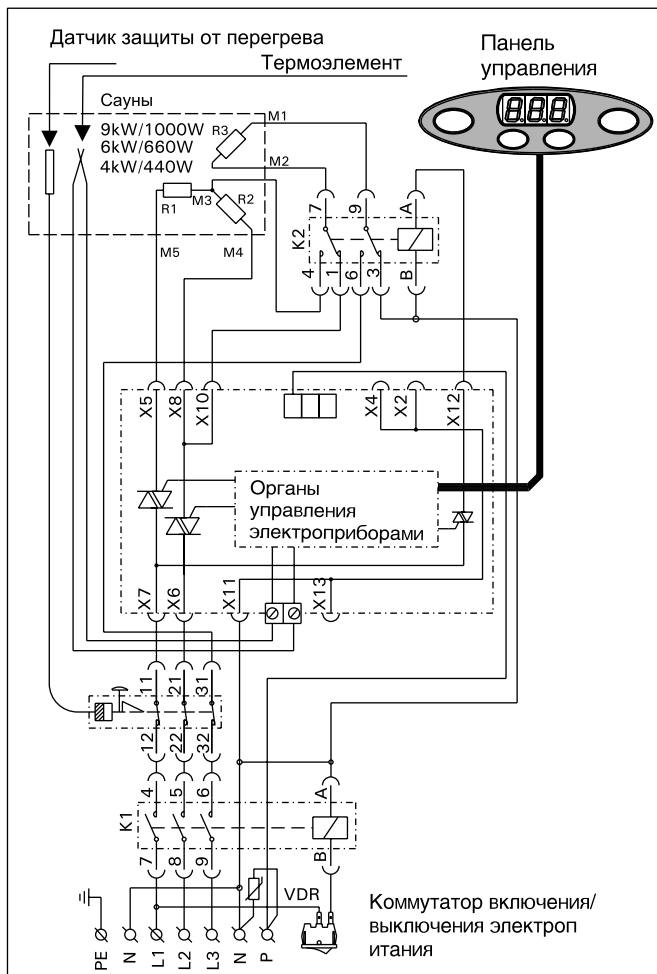 Датчик защиты от перегрева
Термоэлемент
Панель
управления
8.8.8.
Сауны
9kW/1000W
6kW/660W
4kW/440W
R3
M1
M2
R1
M3
R2
M5
M4
7
9
A
K2
4
1
6
3
B
X5
X8
X10
X4
X2
X12
Органы
управления
электроприборами
X7
X6
X11
X13
11
21
31
12
22
32
4
5
6
A
K1
7
8
9
B
VDR
PE
N
L1
L2
L3
N
P
Коммутатор включения/
выключения электроп
итания